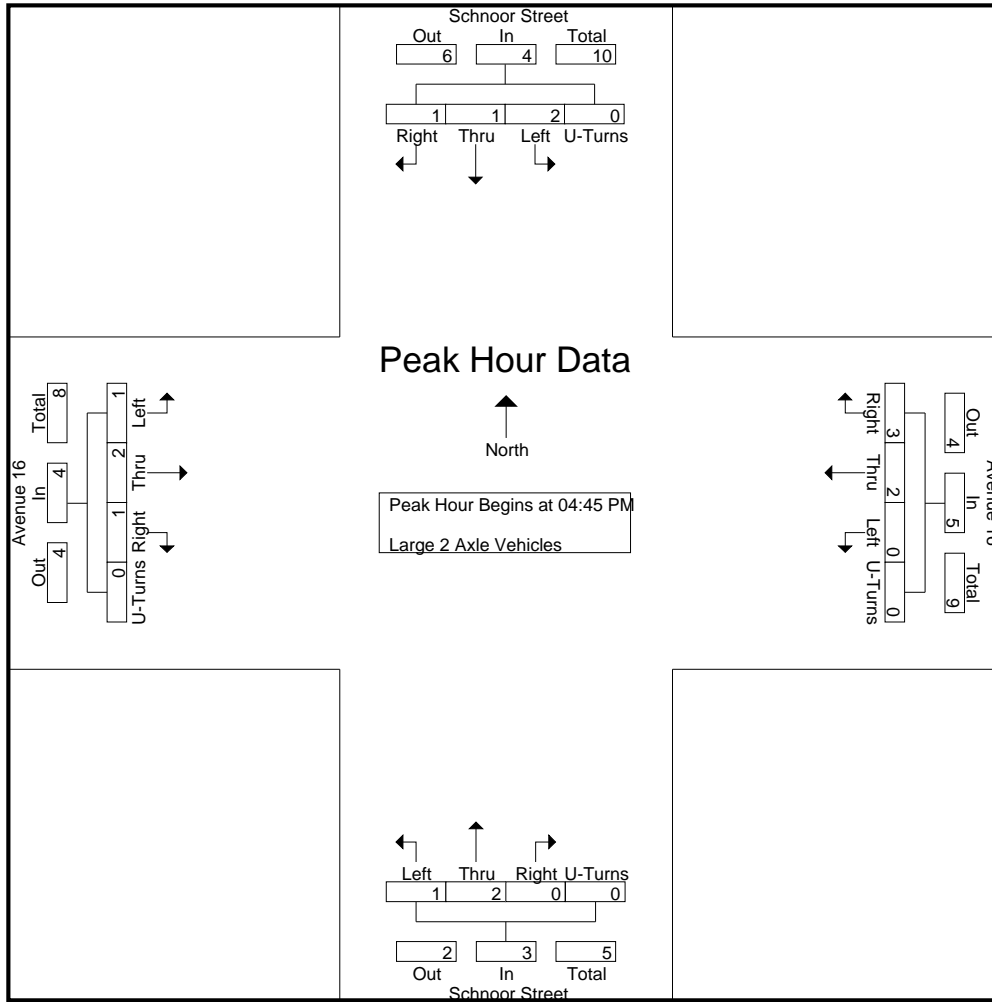 Schnoor Street
Out In Total
6 4 10
1 1 2 0
Right Thru Left U-Turns
Peak Hour Data
North
Peak Hour Begins at 04:45 PM
Large 2 Axle Vehicles
Avenue 16
Total In Out
8 4 4
1 2 1 0
Left Thru Right U-Turns
Out In Total
4 5 9
3 2 0 0
Right Thru Left U-Turns
Avenue
Left Thru Right U-Turns
1 2 0 0
2 3 5
Out In Total
Schnoor Street